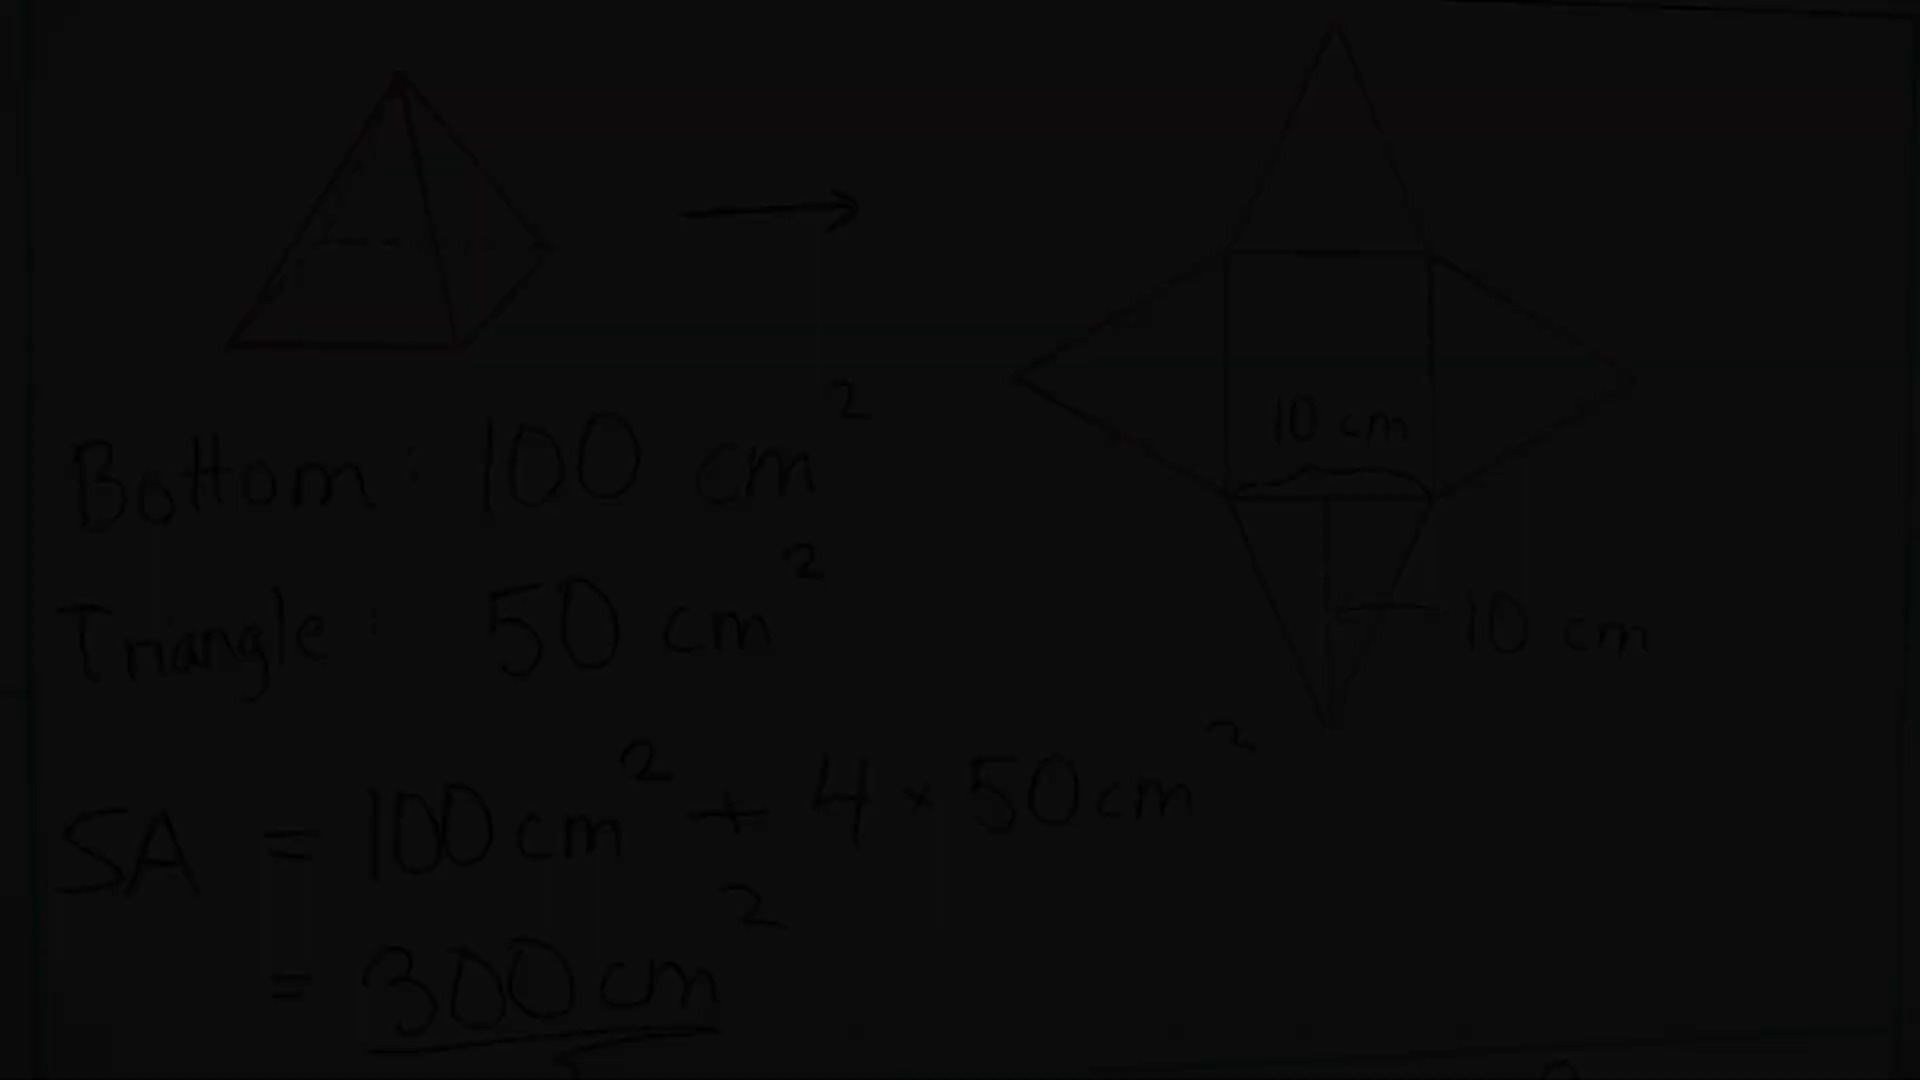 10 cm
Bottom: 100 cm²
Triangle: 50 cm²
10 cm
SA = 100 cm² + 4 × 50 cm²
= 300 cm²